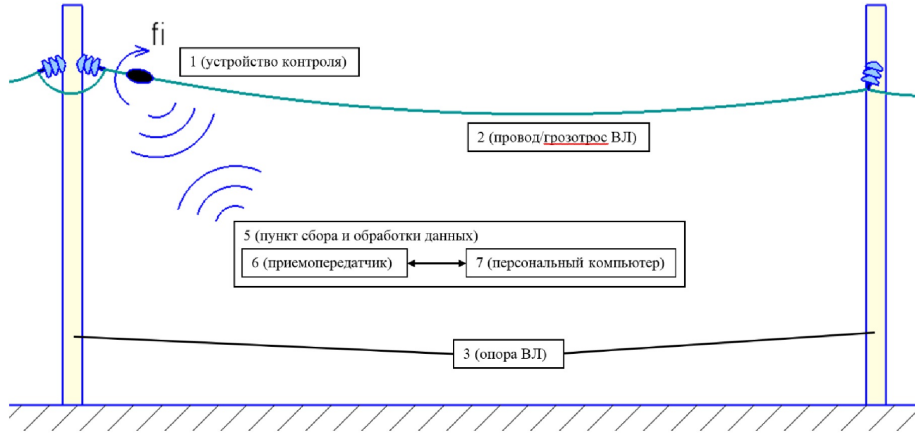 fi
1 (устройство контроля)
2 (провод/грозотрос ВЛ)
5 (пункт сбора и обработки данных)
6 (приемопередатчик)
7 (персональный компьютер)
3 (опора ВЛ)